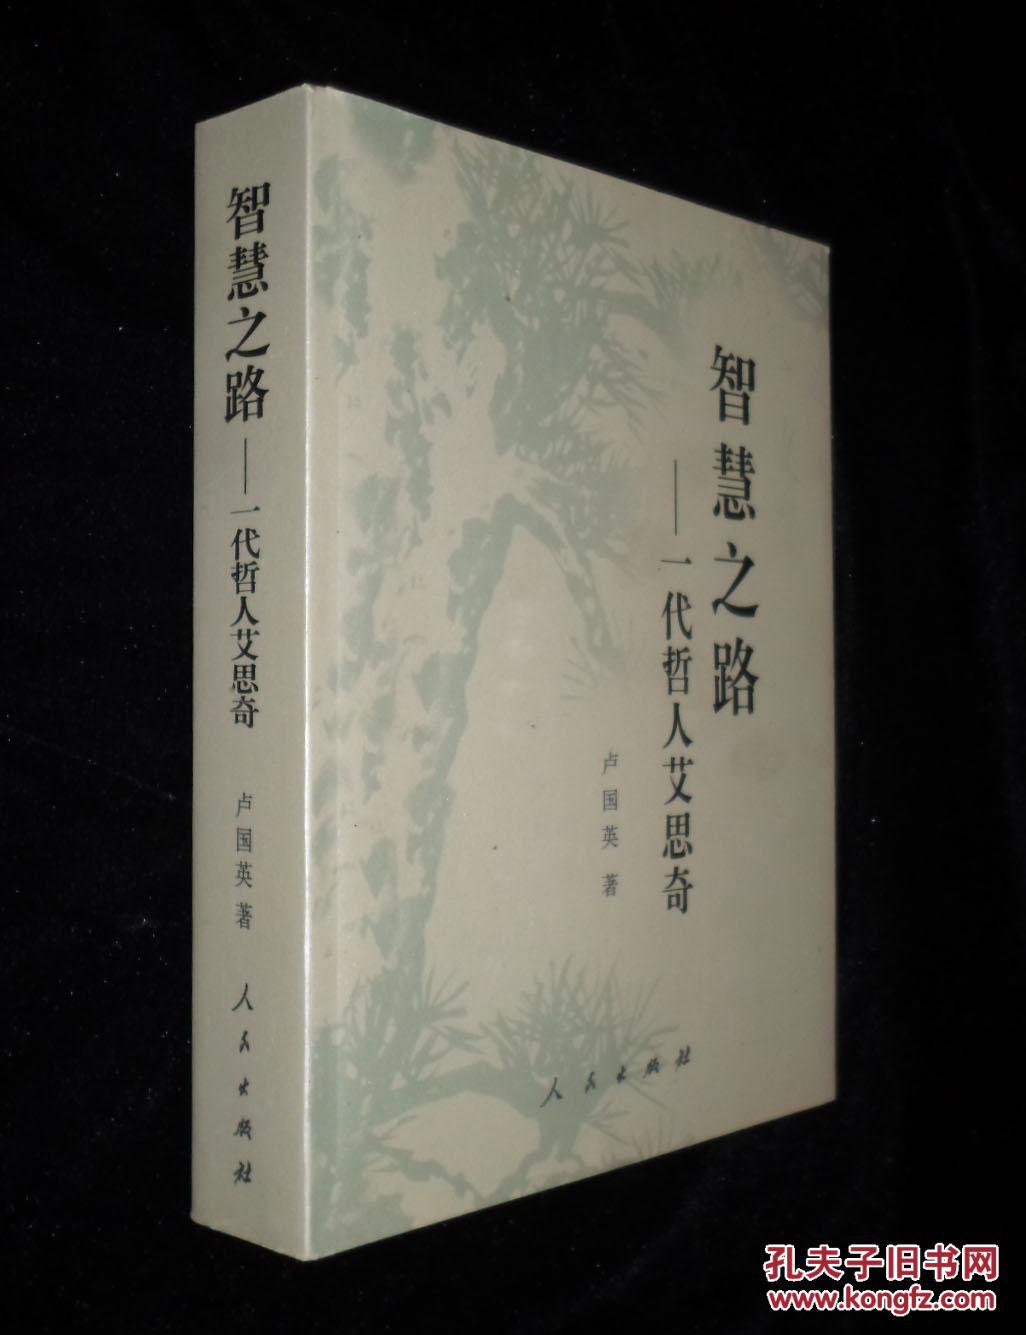 智慧之路
——一代哲人艾思奇
卢国英 著
人民出版社
智慧之路——一代哲人艾思奇
卢国英 著
人民出版社
孔夫子旧书网
www.kongfz.com